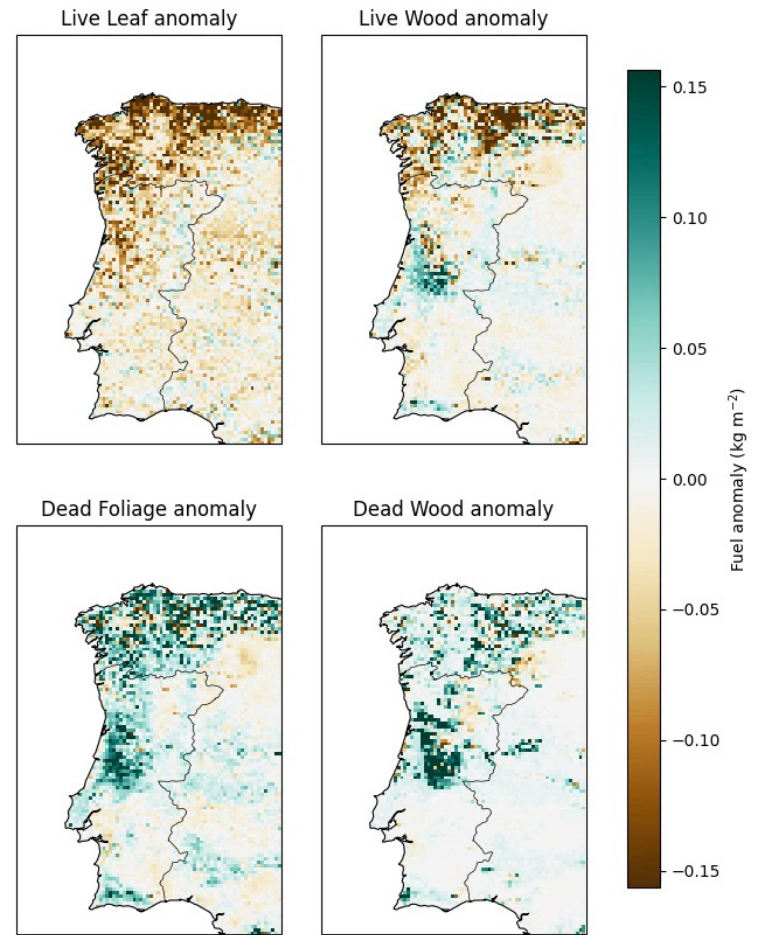 Live Leaf anomaly
Live Wood anomaly
Dead Foliage anomaly
Dead Wood anomaly
0.15
0.10
0.05
0.00
−0.05
−0.10
−0.15
Fuel anomaly (kg m⁻²)